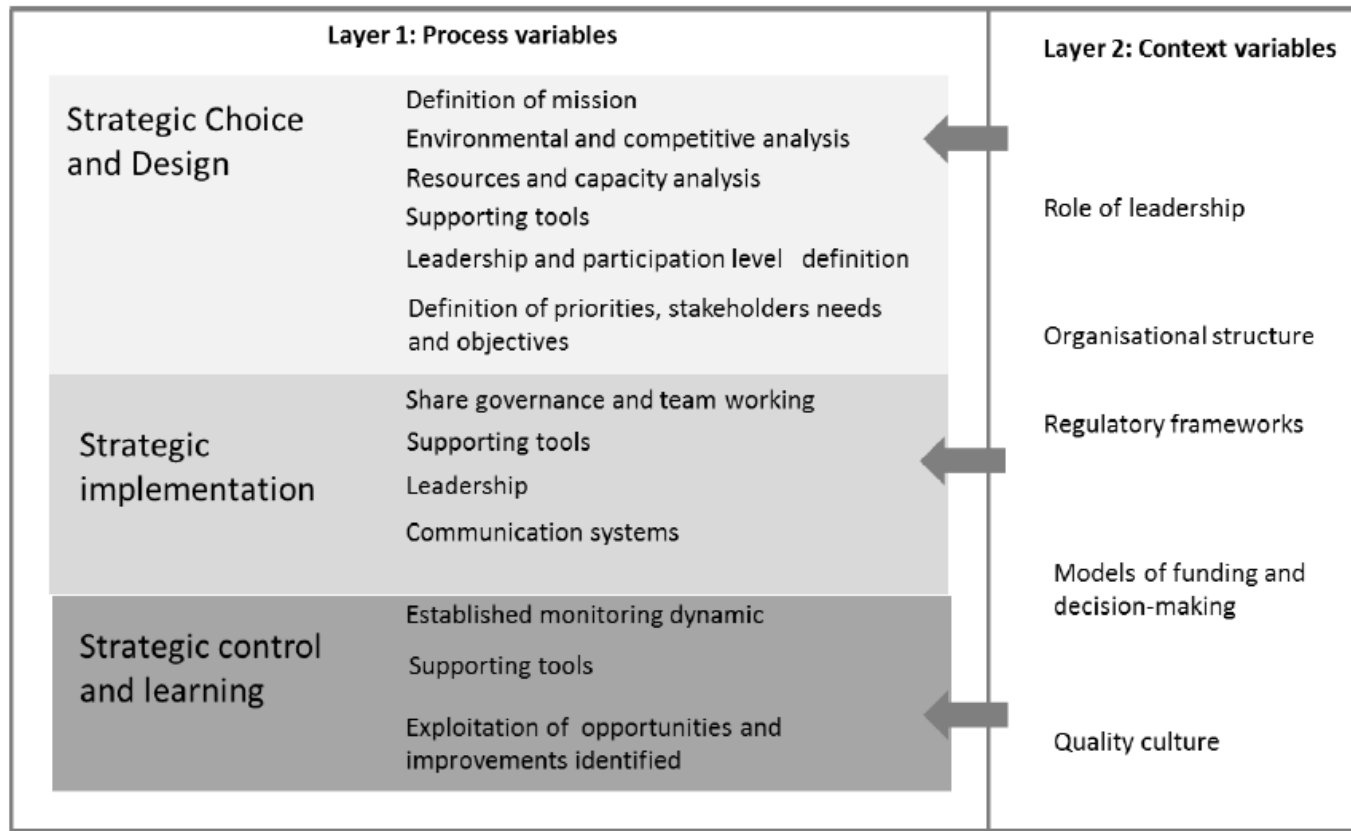 Layer 1: Process variables
Strategic Choice
and Design
Definition of mission
Environmental and competitive analysis
Resources and capacity analysis
Supporting tools
Leadership and participation level definition
Definition of priorities, stakeholders needs
and objectives
Strategic
implementation
Share governance and team working
Supporting tools
Leadership
Communication systems
Strategic control
and learning
Established monitoring dynamic
Supporting tools
Exploitation of opportunities and
improvements identified
Layer 2: Context variables
Role of leadership
Organisational structure
Regulatory frameworks
Models of funding and
decision-making
Quality culture